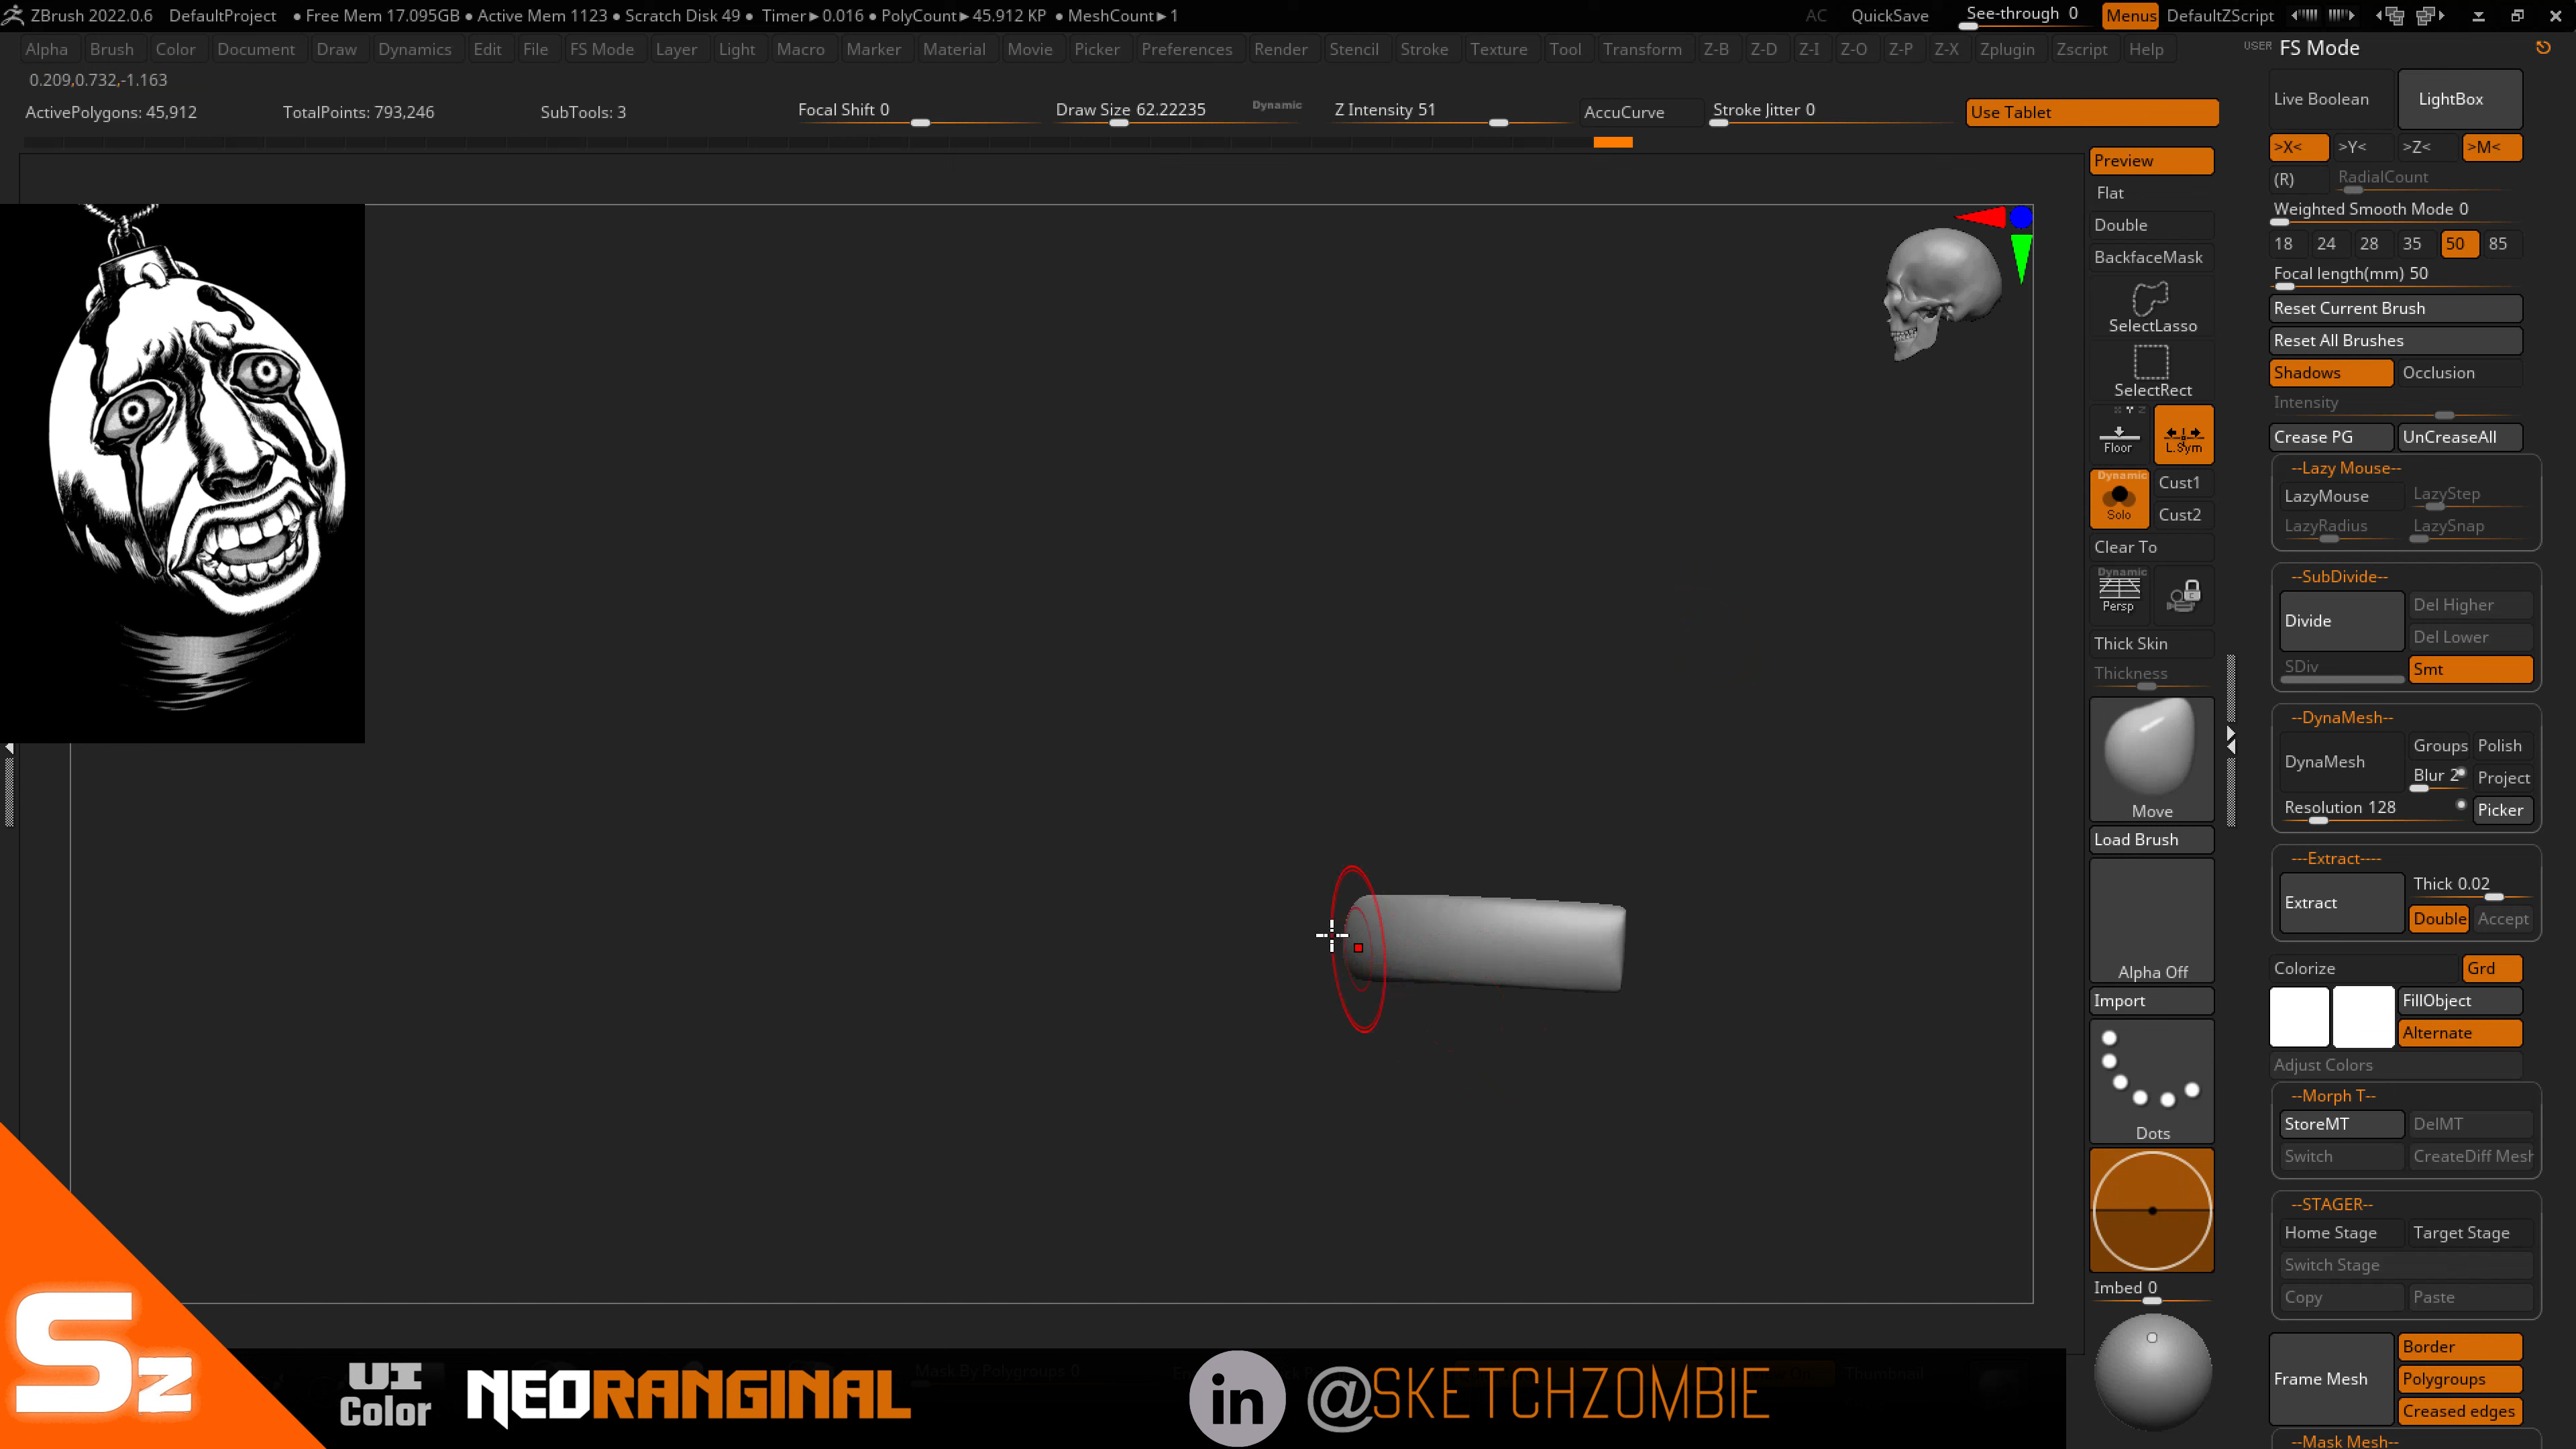 ZBrush 2022.0.6 DefaultProject ● Free Mem 17.095GB ● Active Mem 1123 ● Scratch Disk 49 ● Timer►0.016 ● PolyCount►45.912 KP ● MeshCount►1 AC QuickSave See-through 0 Menus DefaultZScript
Alpha Brush Color Document Draw Dynamics Edit File FS Mode Layer Light Macro Marker Material Movie Picker Preferences Render Stencil Stroke Texture Tool Transform Z-B Z-D Z-I Z-O Z-P Z-X Zplugin Zscript Help
USER FS Mode
0.209,0.732,-1.163
ActivePolygons: 45,912 TotalPoints: 793,246 SubTools: 3 Focal Shift 0 Draw Size 62.22235 Dynamic Z Intensity 51 AccuCurve Stroke Jitter 0 Use Tablet
Preview
Flat
Double
BackfaceMask
SelectLasso
SelectRect
Floor L.Sym
Dynamic
Solo
Cust1
Cust2
Clear To
Dynamic
Persp
Thick Skin
Thickness
Move
Load Brush
Alpha Off
Import
Dots
Imbed 0
Live Boolean LightBox
>X< >Y< >Z< >M<
(R) RadialCount
Weighted Smooth Mode 0
18 24 28 35 50 85
Focal length(mm) 50
Reset Current Brush
Reset All Brushes
Shadows Occlusion
Intensity
Crease PG UnCreaseAll
--Lazy Mouse--
LazyMouse LazyStep
LazyRadius LazySnap
--SubDivide--
Divide Del Higher
Del Lower
SDiv Smt
--DynaMesh--
DynaMesh Groups Polish
Blur 2 Project
Resolution 128 Picker
---Extract----
Extract Thick 0.02
Double Accept
Colorize Grd
FillObject
Alternate
Adjust Colors
--Morph T--
StoreMT DelMT
Switch CreateDiff Mesh
--STAGER--
Home Stage Target Stage
Switch Stage
Copy Paste
Frame Mesh Border
Polygroups
Creased edges
--Mask Mesh--
Mask By Polygroups 0
Thumbnail
Sz
UI
Color
NEORANGINAL
in @SKETCHZOMBIE